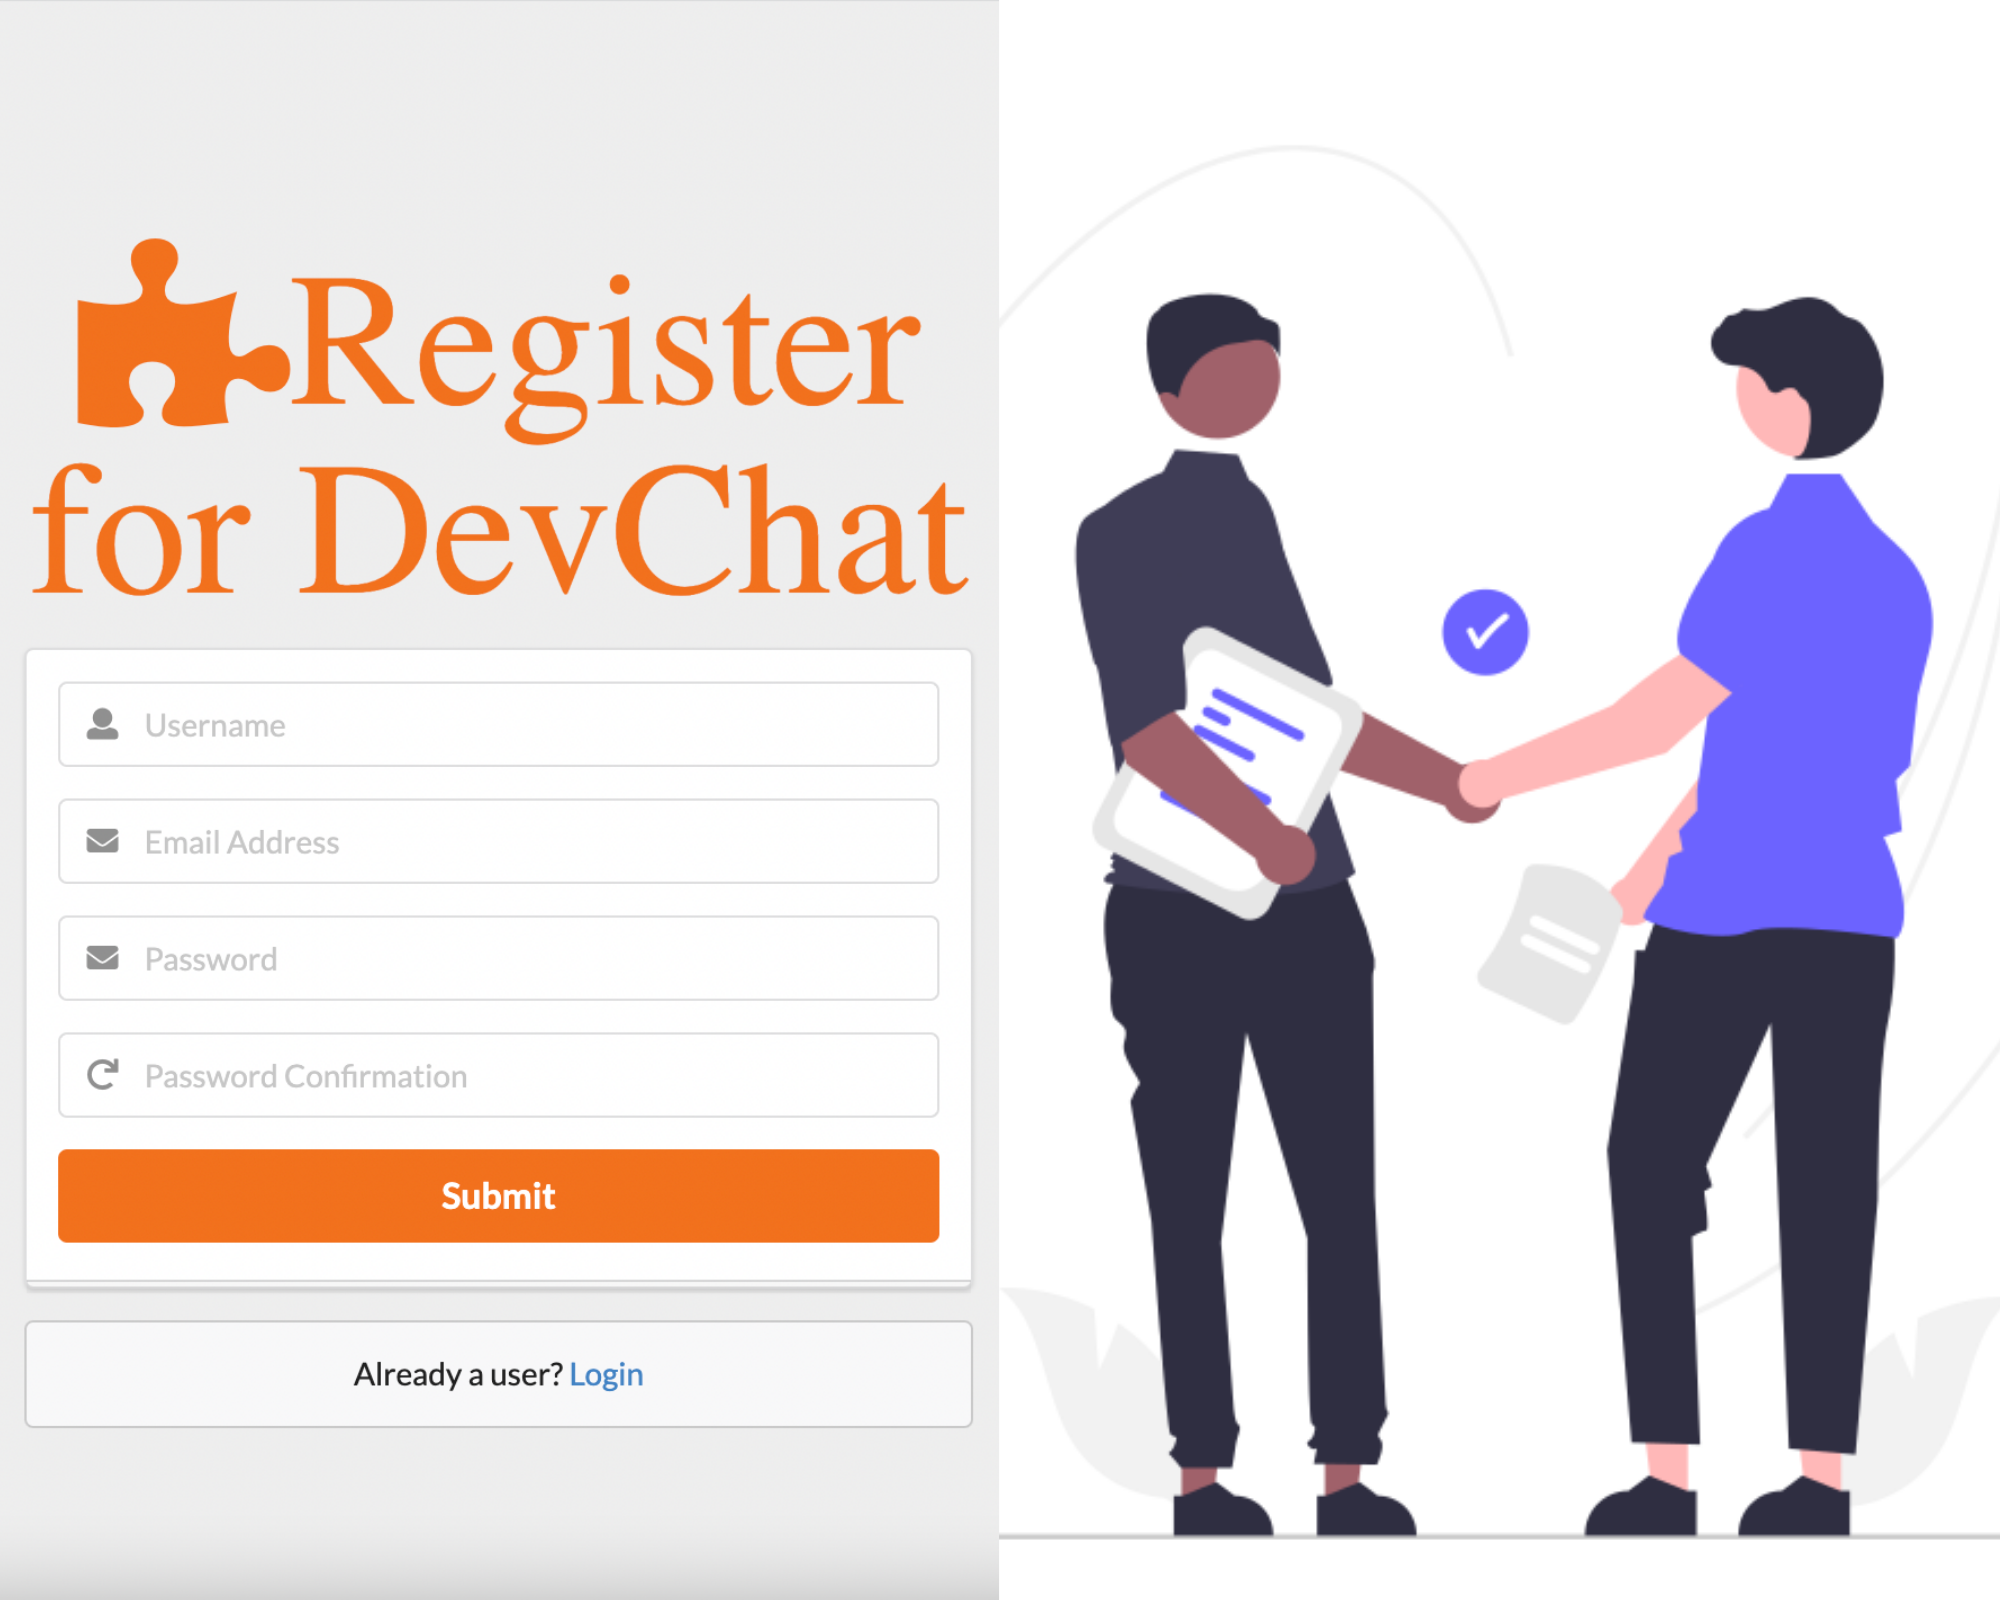 Register
for DevChat
Username
Email Address
Password
Password Confirmation
Submit
Already a user? Login